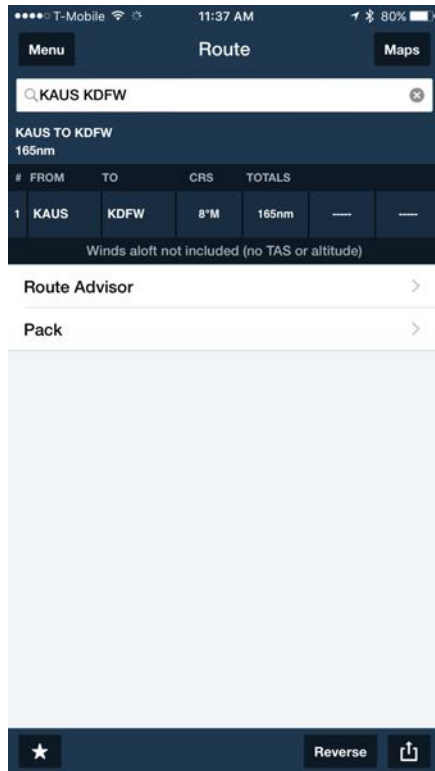 T-Mobile 11:37 AM 80%
Menu Route Maps
KAUS KDFW
KAUS TO KDFW
165nm
# FROM TO CRS TOTALS
1 KAUS KDFW 8°M 165nm ----- -----
Winds aloft not included (no TAS or altitude)
Route Advisor
Pack
Reverse